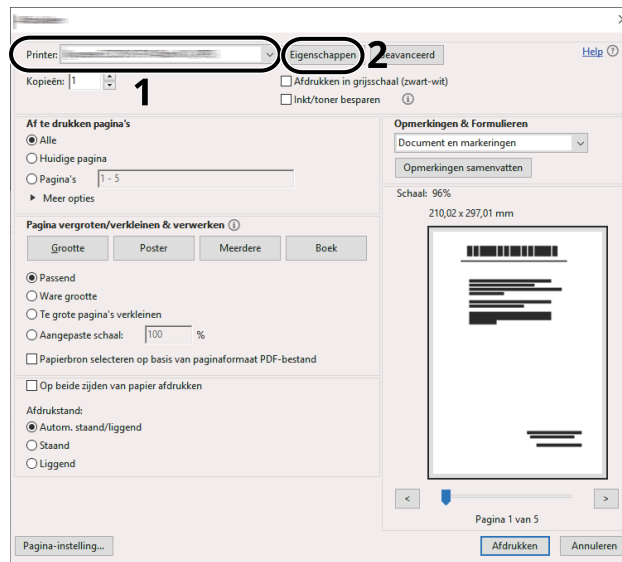 Printer:
Eigenschappen
2
Geavanceerd
Help
Kopieën: 1
1
Afdrukken in grijsschaal (zwart-wit)
Inkt/toner besparen
Af te drukken pagina's
Alle
Huidige pagina
Pagina's 1 - 5
Meer opties
Opmerkingen & Formulieren
Document en markeringen
Opmerkingen samenvatten
Pagina vergroten/verkleinen & verwerken
Grootte Poster Meerdere Boek
Passend
Ware grootte
Te grote pagina's verkleinen
Aangepaste schaal: 100 %
Papierbron selecteren op basis van paginaformaat PDF-bestand
Op beide zijden van papier afdrukken
Afdrukstand:
Autom. staand/liggend
Staand
Liggend
Schaal: 96%
210,02 x 297,01 mm
< >
Pagina 1 van 5
Pagina-instelling...
Afdrukken
Annuleren